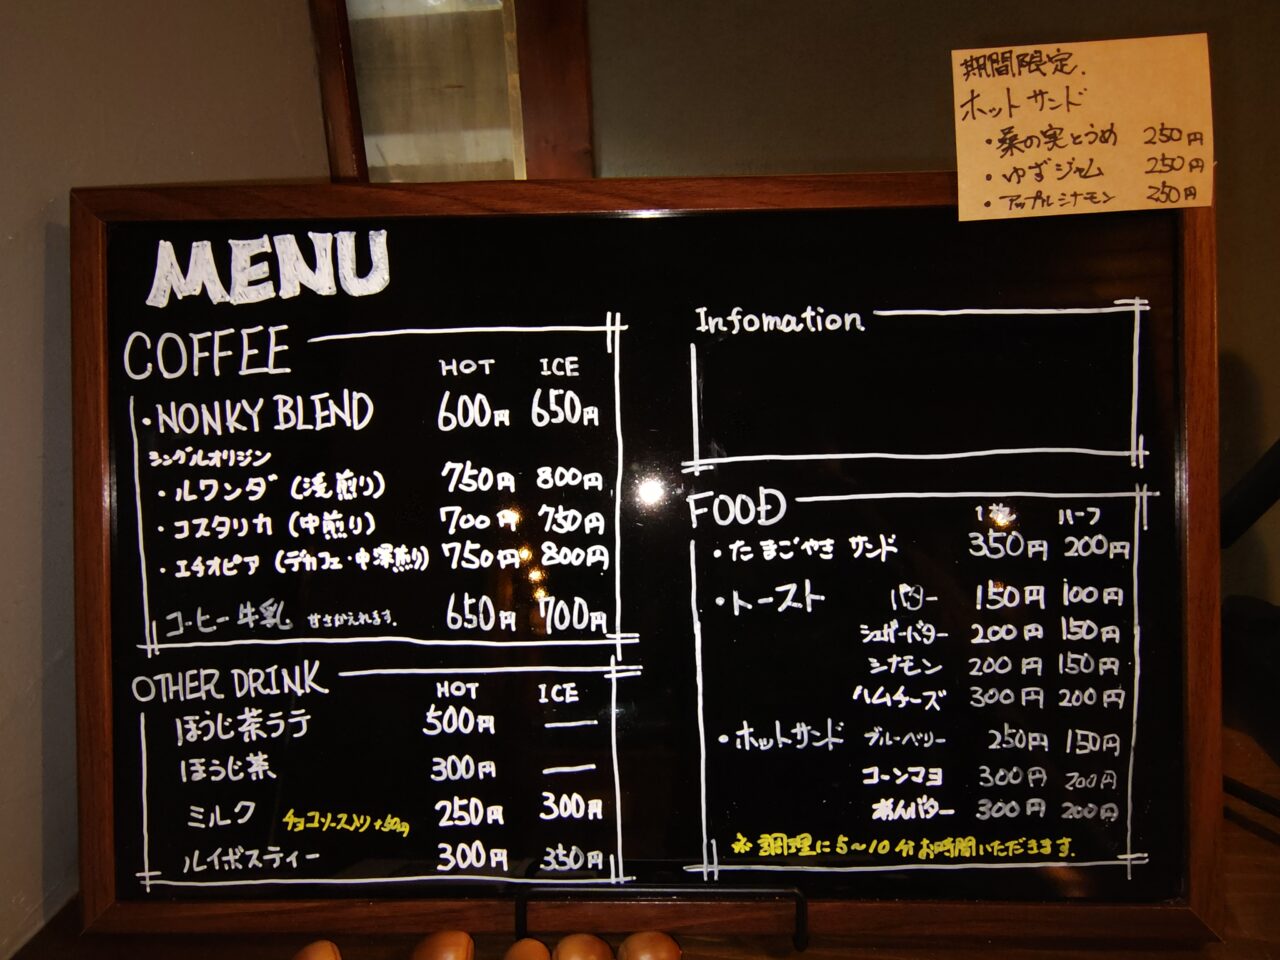 期間限定.
ホットサンド
・桑の実とうめ 250円
・ゆずジャム 250円
・アップルシナモン 250円
MENU
COFFEE HOT ICE
・NONKY BLEND 600円 650円
シングルオリジン
・ルワンダ (浅煎り) 750円 800円
・コスタリカ (中煎り) 700円 750円
・エチオピア (デカフェ・中深煎り) 750円 800円
コーヒー牛乳 甘さかえれます. 650円 700円
OTHER DRINK HOT ICE
ほうじ茶ラテ 500円 —
ほうじ茶 300円 —
ミルク チョコソース入り +50円 250円 300円
ルイボスティー 300円 350円
Infomation
FOOD 1枚 ハーフ
・たまごやきサンド 350円 200円
・トースト バター 150円 100円
シュガーバター 200円 150円
シナモン 200円 150円
ハムチーズ 300円 200円
・ホットサンド ブルーベリー 250円 150円
コーンマヨ 300円 200円
あんバター 300円 200円
※調理に5～10分お時間いただきます.